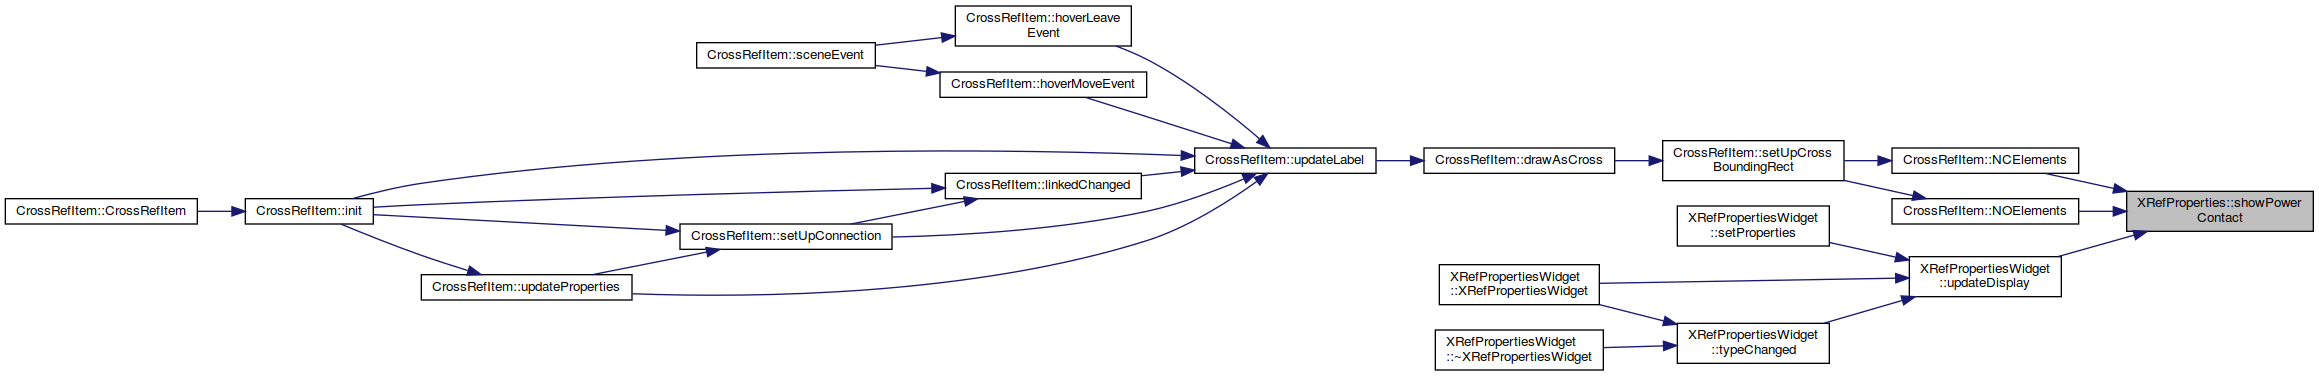 CrossRefItem::hoverLeave
Event
CrossRefItem::sceneEvent
CrossRefItem::hoverMoveEvent
CrossRefItem::updateLabel
CrossRefItem::drawAsCross
CrossRefItem::setUpCross
BoundingRect
CrossRefItem::NCElements
CrossRefItem::linkedChanged
CrossRefItem::CrossRefItem
CrossRefItem::init
CrossRefItem::NOElements
XRefProperties::showPower
Contact
CrossRefItem::setUpConnection
XRefPropertiesWidget
::setProperties
CrossRefItem::updateProperties
XRefPropertiesWidget
::XRefPropertiesWidget
XRefPropertiesWidget
::updateDisplay
XRefPropertiesWidget
::~XRefPropertiesWidget
XRefPropertiesWidget
::typeChanged